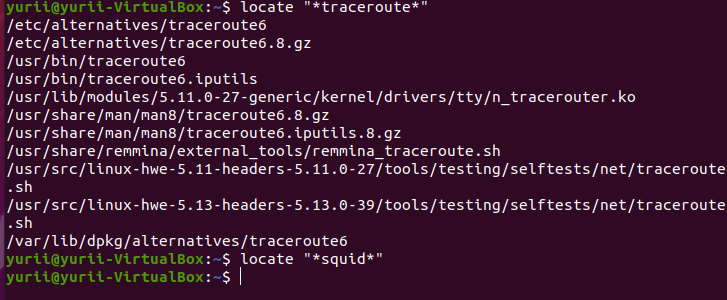 yurii@yurii-VirtualBox:~$ locate "*traceroute*"
/etc/alternatives/traceroute6
/etc/alternatives/traceroute6.8.gz
/usr/bin/traceroute6
/usr/bin/traceroute6.iputils
/usr/lib/modules/5.11.0-27-generic/kernel/drivers/tty/n_tracerouter.ko
/usr/share/man/man8/traceroute6.8.gz
/usr/share/man/man8/traceroute6.iputils.8.gz
/usr/share/remmina/external_tools/remmina_traceroute.sh
/usr/src/linux-hwe-5.11-headers-5.11.0-27/tools/testing/selftests/net/traceroute
.sh
/usr/src/linux-hwe-5.13-headers-5.13.0-39/tools/testing/selftests/net/traceroute
.sh
/var/lib/dpkg/alternatives/traceroute6
yurii@yurii-VirtualBox:~$ locate "*squid*"
yurii@yurii-VirtualBox:~$